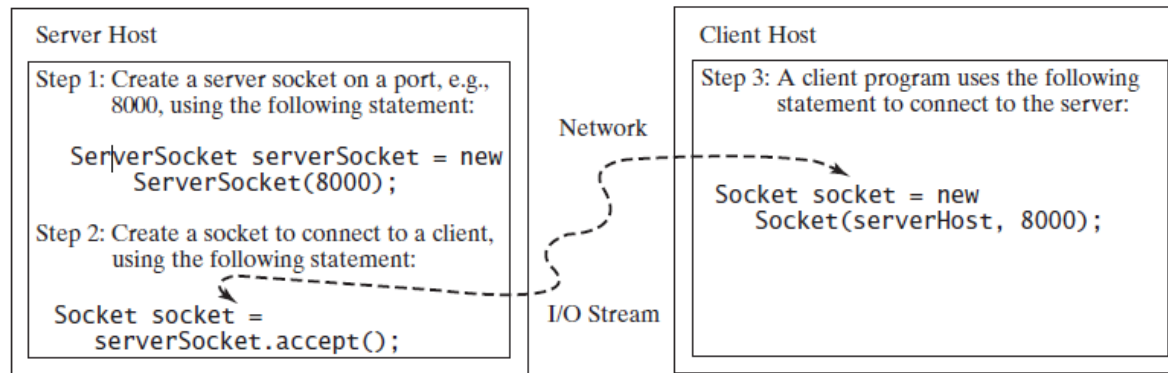 Server Host
Step 1: Create a server socket on a port, e.g.,
8000, using the following statement:
ServerSocket serverSocket = new
ServerSocket(8000);
Step 2: Create a socket to connect to a client,
using the following statement:
Socket socket =
serverSocket.accept();
Network
I/O Stream
Client Host
Step 3: A client program uses the following
statement to connect to the server:
Socket socket = new
Socket(serverHost, 8000);